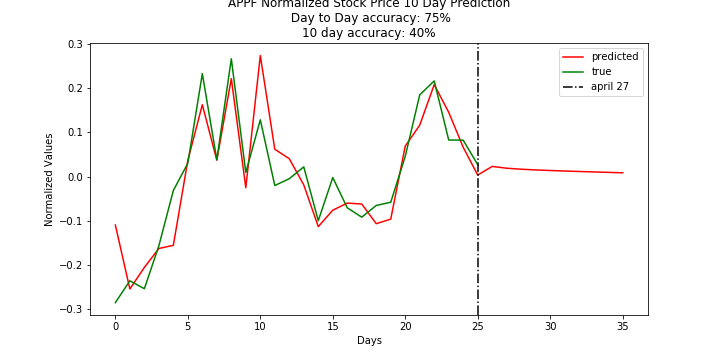 APPF Normalized Stock Price 10 Day Prediction
Day to Day accuracy: 75%
10 day accuracy: 40%
predicted
true
april 27
Normalized Values
0.3
0.2
0.1
0.0
−0.1
−0.2
−0.3
0 5 10 15 20 25 30 35
Days